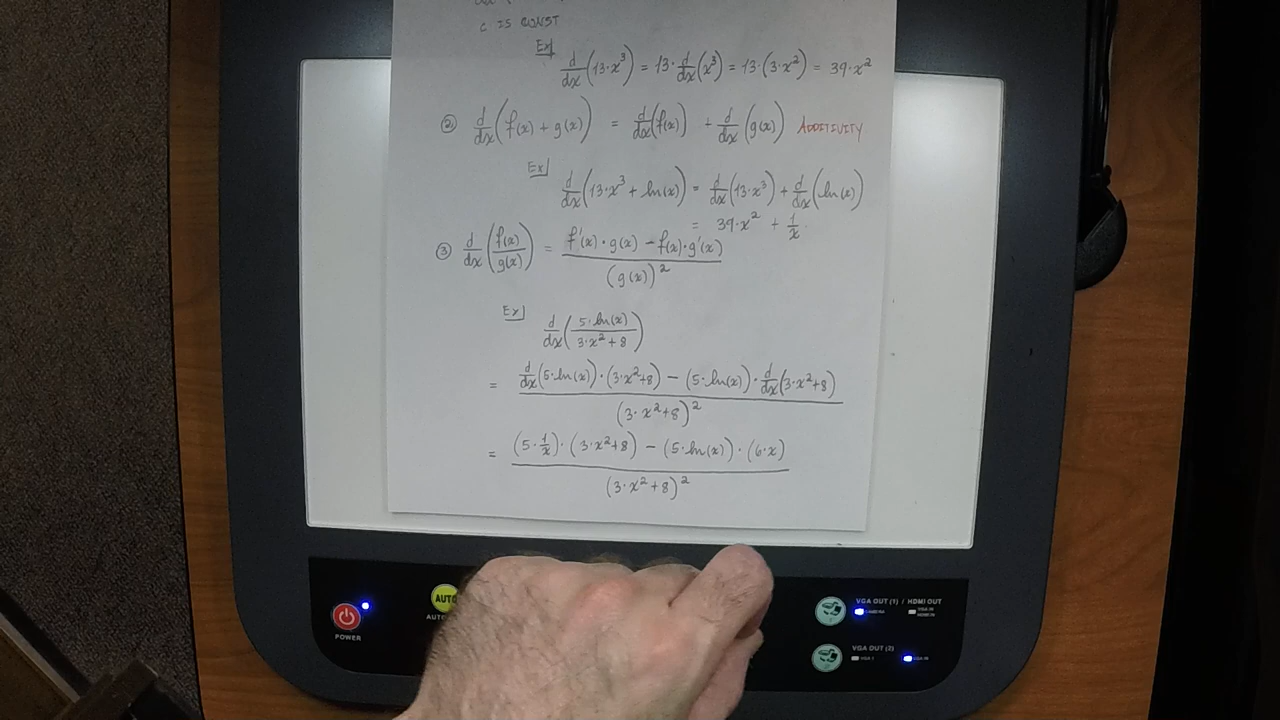 C IS CONST
Ex]
d/dx(13·x³) = 13·d/dx(x³) = 13·(3·x²) = 39·x²
② d/dx(f(x) + g(x)) = d/dx(f(x)) + d/dx(g(x)) ADDITIVITY
Ex]
d/dx(13·x³ + ln(x)) = d/dx(13·x³) + d/dx(ln(x))
= 39·x² + 1/x
③ d/dx(f(x)/g(x)) = (f'(x)·g(x) − f(x)·g'(x))/(g(x))²
Ex]
d/dx(5·ln(x)/(3·x²+8))
= (d/dx(5·ln(x))·(3·x²+8) − (5·ln(x))·d/dx(3·x²+8))/(3·x²+8)²
= ((5·1/x)·(3·x²+8) − (5·ln(x))·(6·x))/(3·x²+8)²
POWER
AUTO
AUTO
VGA OUT (1) / HDMI OUT
VGA OUT (2)